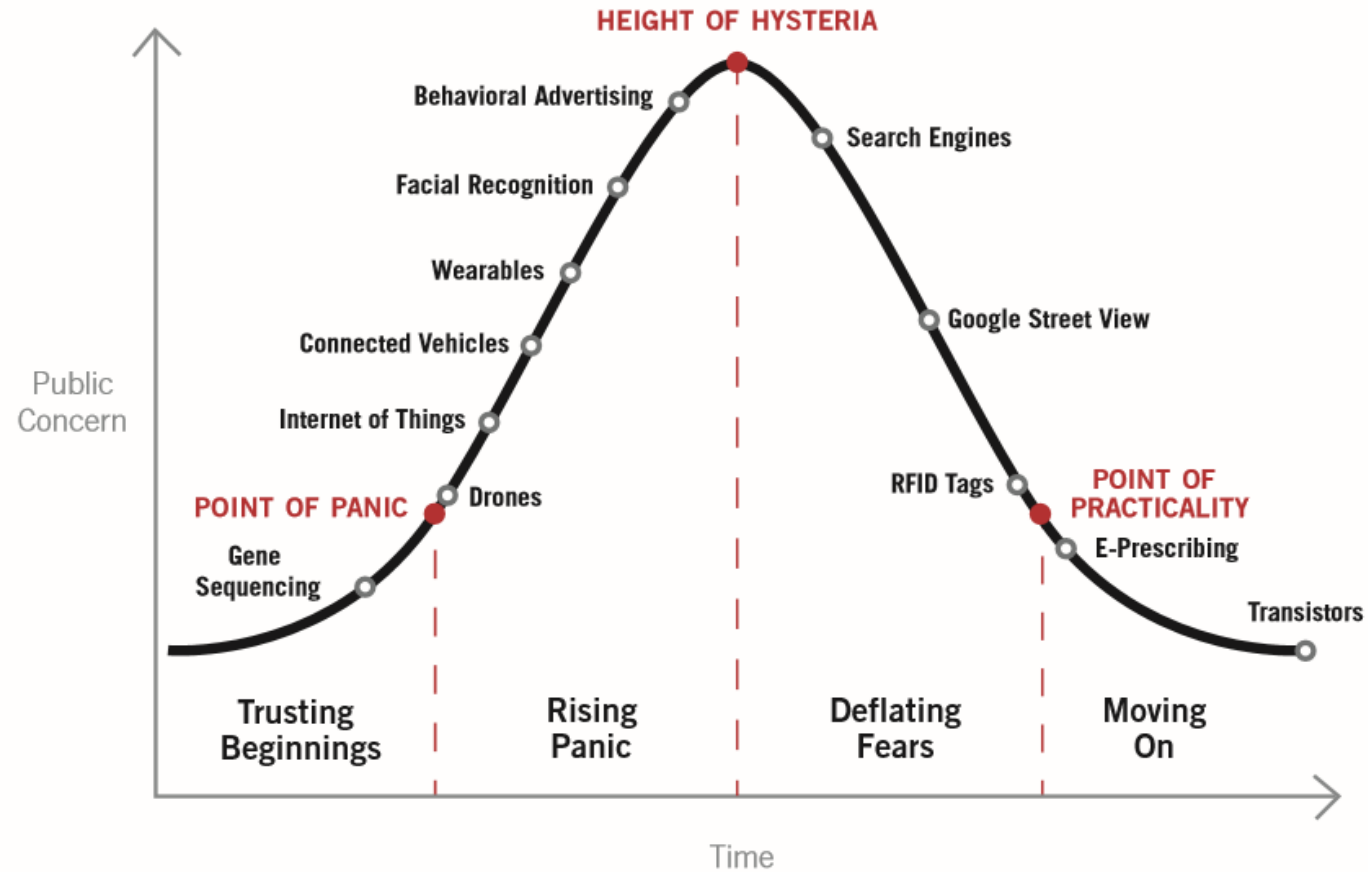 HEIGHT OF HYSTERIA
Behavioral Advertising
Search Engines
Facial Recognition
Wearables
Google Street View
Connected Vehicles
Public
Concern
Internet of Things
RFID Tags
POINT OF
PRACTICALITY
Drones
POINT OF PANIC
E-Prescribing
Gene
Sequencing
Transistors
Trusting
Beginnings
Rising
Panic
Deflating
Fears
Moving
On
Time